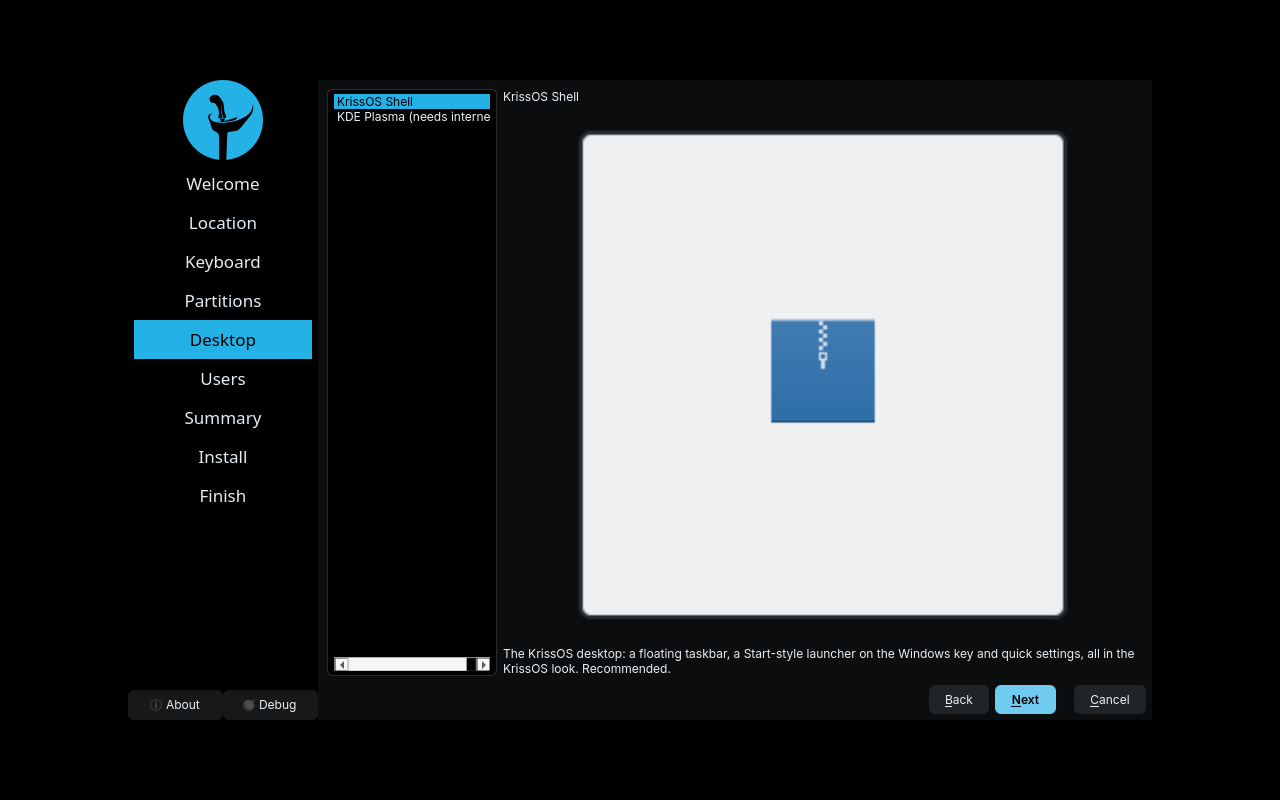 Welcome
Location
Keyboard
Partitions
Desktop
Users
Summary
Install
Finish
About
Debug
KrissOS Shell
KDE Plasma (needs interne
KrissOS Shell
The KrissOS desktop: a floating taskbar, a Start-style launcher on the Windows key and quick settings, all in the
KrissOS look. Recommended.
Back
Next
Cancel